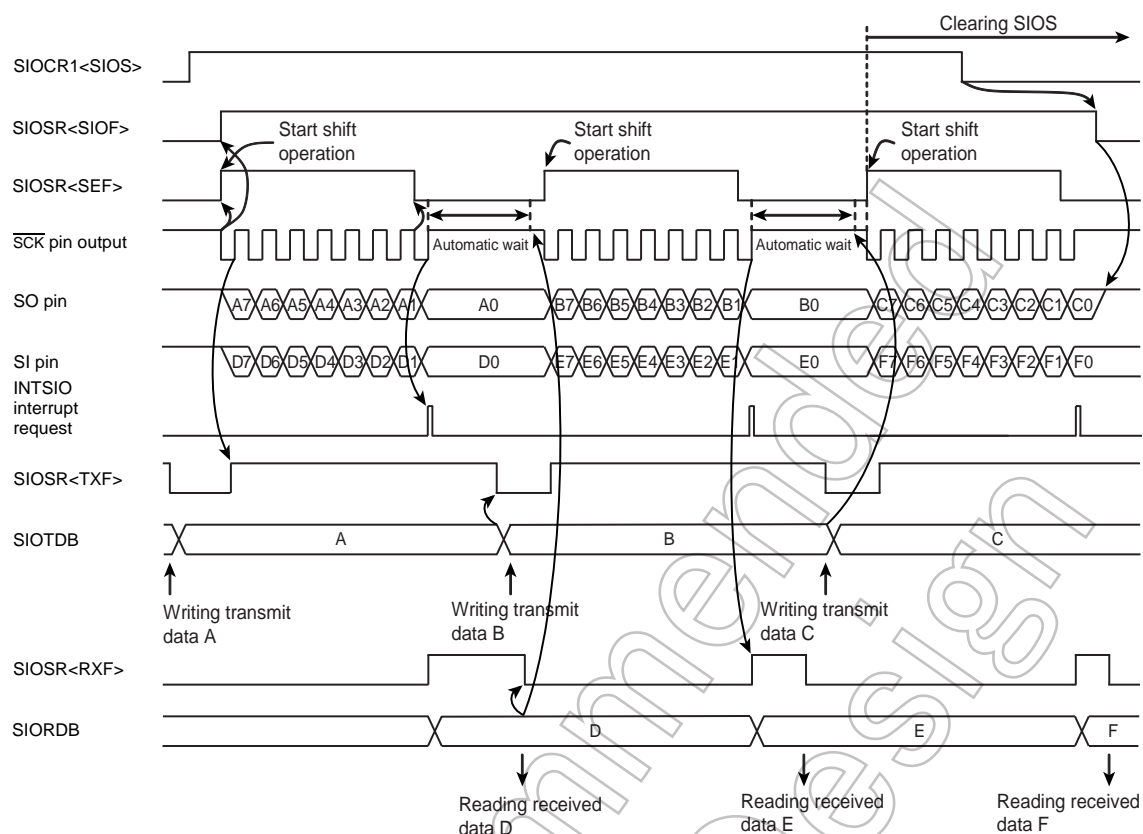 Clearing SIOS
SIOCR1<SIOS>
SIOSR<SIOF>
Start shift
operation
Start shift
operation
Start shift
operation
SIOSR<SEF>
SCK pin output
Automatic wait
Automatic wait
SO pin
A7 A6 A5 A4 A3 A2 A1 A0 B7 B6 B5 B4 B3 B2 B1 B0 C7 C6 C5 C4 C3 C2 C1 C0
SI pin
D7 D6 D5 D4 D3 D2 D1 D0 E7 E6 E5 E4 E3 E2 E1 E0 F7 F6 F5 F4 F3 F2 F1 F0
INTSIO
interrupt
request
SIOSR<TXF>
SIOTDB
A B C
Writing transmit
data A
Writing transmit
data B
Writing transmit
data C
SIOSR<RXF>
SIORDB
D E F
Reading received
data D
Reading received
data E
Reading received
data F